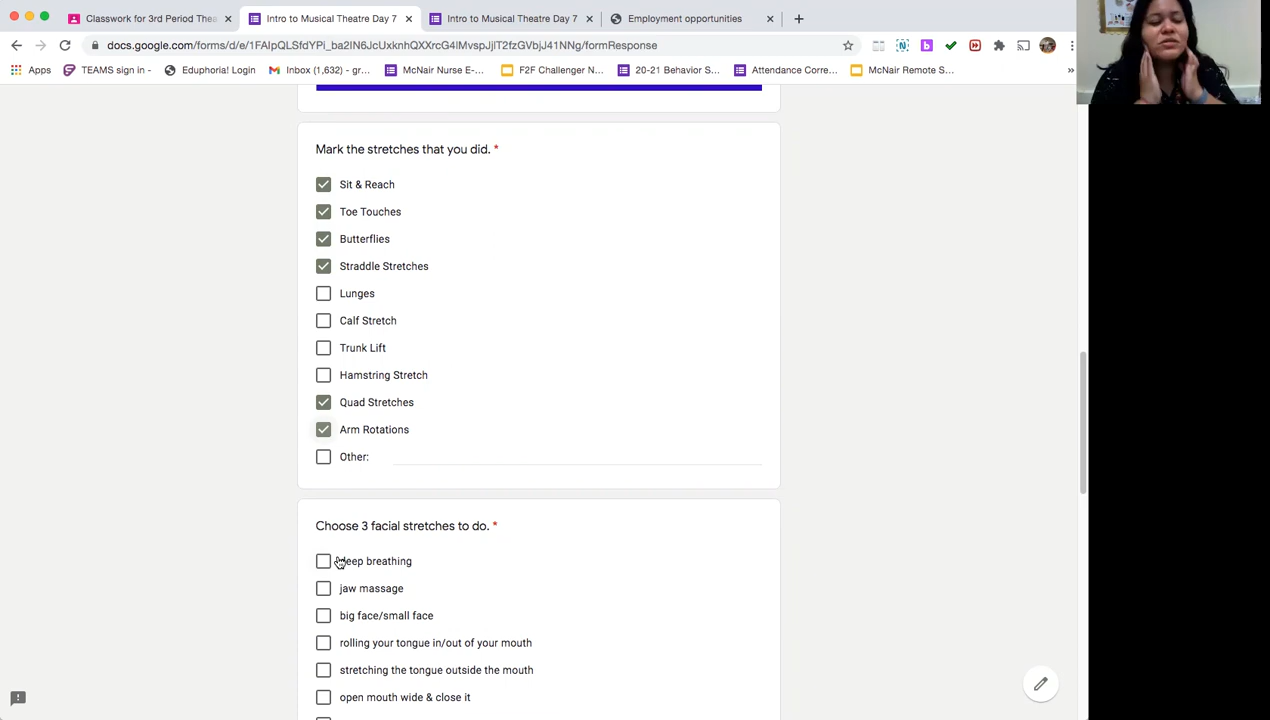 Classwork for 3rd Period Thea
Intro to Musical Theatre Day 7
Intro to Musical Theatre Day 7
Employment opportunities
docs.google.com/forms/d/e/1FAIpQLSfdYPi_ba2IN6JcUxknhQXXrcG4IMvspJjlT2fzGVbjJ41NNg/formResponse
Apps
TEAMS sign in -
Eduphoria! Login
Inbox (1,632) - gr...
McNair Nurse E-...
F2F Challenger N...
20-21 Behavior S...
Attendance Corre...
McNair Remote S...
Mark the stretches that you did. *
Sit & Reach
Toe Touches
Butterflies
Straddle Stretches
Lunges
Calf Stretch
Trunk Lift
Hamstring Stretch
Quad Stretches
Arm Rotations
Other:
Choose 3 facial stretches to do. *
deep breathing
jaw massage
big face/small face
rolling your tongue in/out of your mouth
stretching the tongue outside the mouth
open mouth wide & close it